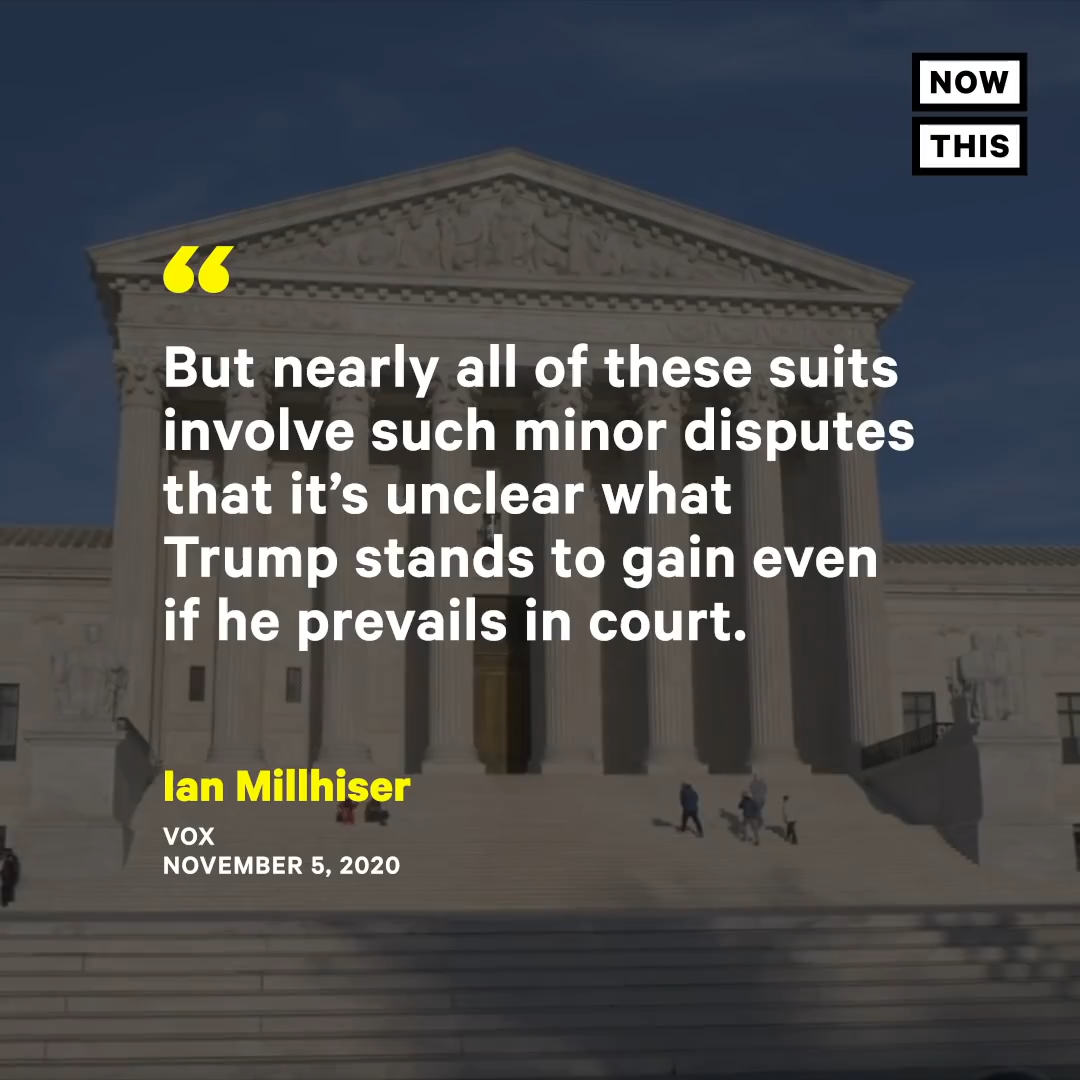 NOW
THIS
“
But nearly all of these suits
involve such minor disputes
that it’s unclear what
Trump stands to gain even
if he prevails in court.
Ian Millhiser
VOX
NOVEMBER 5, 2020